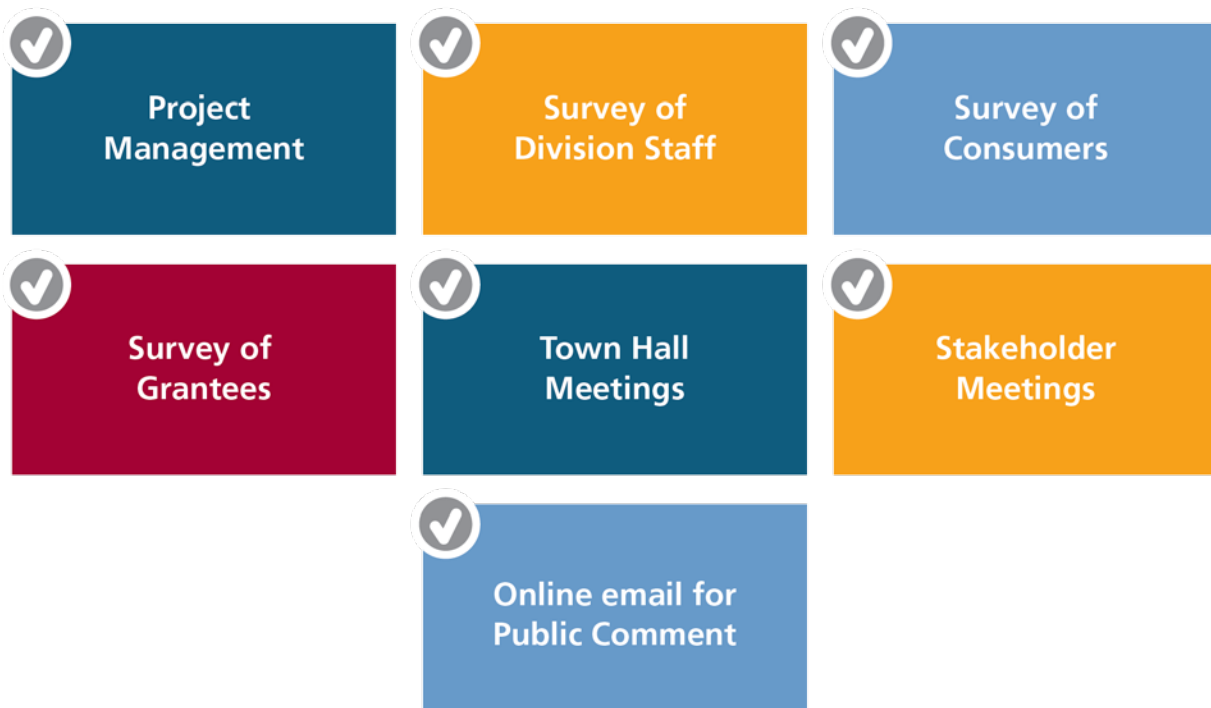 Project
Management
Survey of
Division Staff
Survey of
Consumers
Survey of
Grantees
Town Hall
Meetings
Stakeholder
Meetings
Online email for
Public Comment